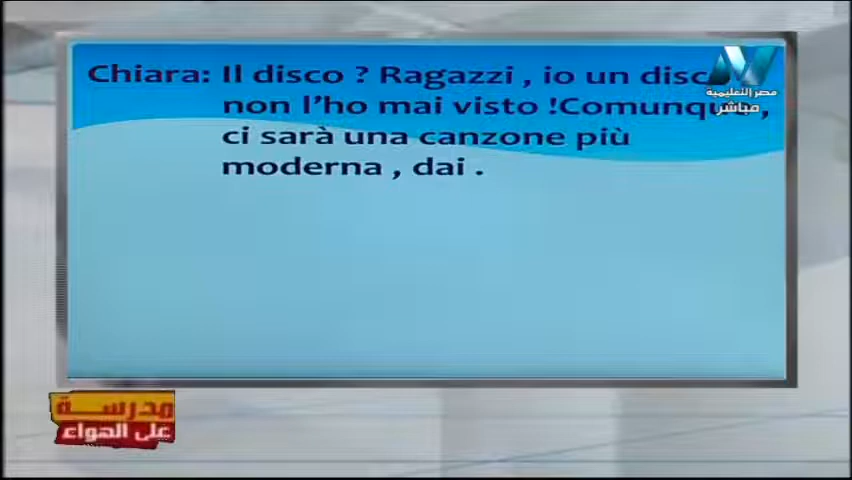 Chiara: Il disco ? Ragazzi , io un disc
non l'ho mai visto !Comunqu ,
ci sarà una canzone più
moderna , dai .
مصر التعليمية
مباشر
مدرسة
على الهواء